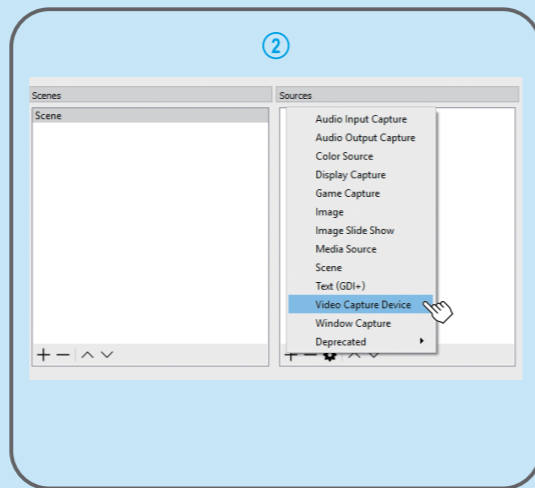 ②
Scenes
Sources
Scene
Audio Input Capture
Audio Output Capture
Color Source
Display Capture
Game Capture
Image
Image Slide Show
Media Source
Scene
Text (GDI+)
Video Capture Device
Window Capture
Deprecated